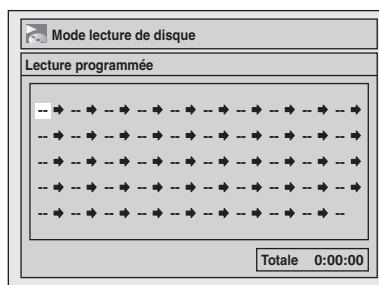 Mode lecture de disque
Lecture programmée
-- ➡ -- ➡ -- ➡ -- ➡ -- ➡ -- ➡ -- ➡ -- ➡ -- ➡ -- ➡
-- ➡ -- ➡ -- ➡ -- ➡ -- ➡ -- ➡ -- ➡ -- ➡ -- ➡ -- ➡
-- ➡ -- ➡ -- ➡ -- ➡ -- ➡ -- ➡ -- ➡ -- ➡ -- ➡ -- ➡
-- ➡ -- ➡ -- ➡ -- ➡ -- ➡ -- ➡ -- ➡ -- ➡ -- ➡ -- ➡
-- ➡ -- ➡ -- ➡ -- ➡ -- ➡ -- ➡ -- ➡ -- ➡ -- ➡ --
Totale 0:00:00